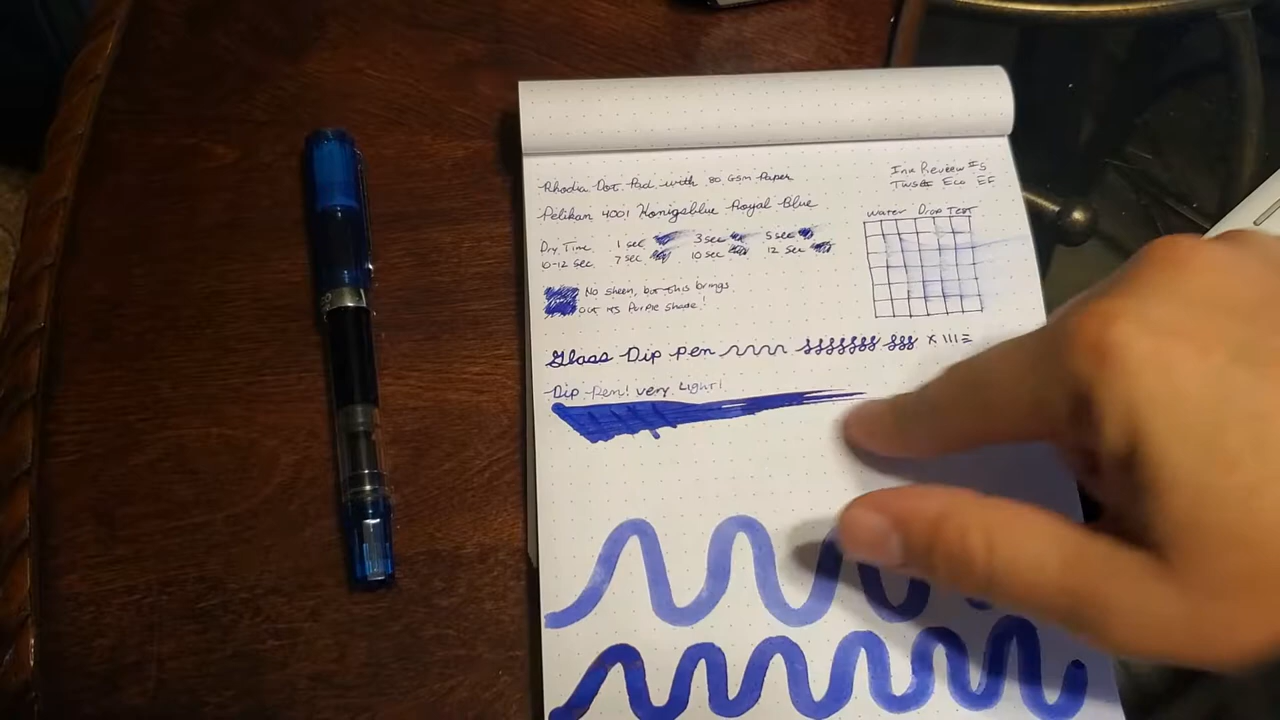 Rhodia Dot Pad with 80 GSM Paper
Ink Review #5
TWSBI Eco EF
Pelikan 4001 Konigsblue Royal Blue
Water Drop Test
Dry Time 1 sec 3 sec 5 sec
10-12 Sec. 7 sec 10 sec 12 sec
No sheen, but this brings
out its Purple Shade!
Glass Dip Pen x III Ξ
Dip Pen! very Light!